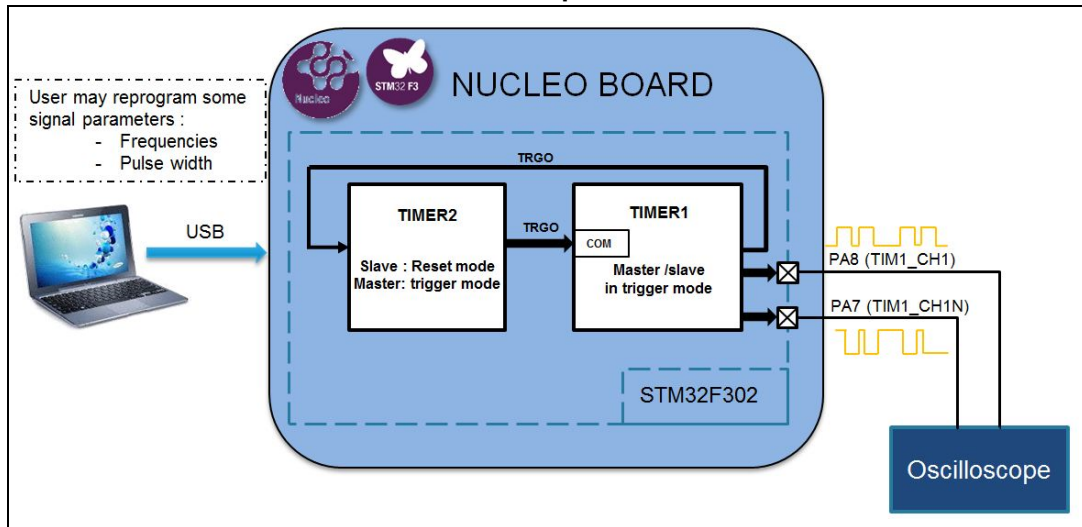 NUCLEO BOARD
Nucleo
STM32 F3
User may reprogram some
signal parameters :
- Frequencies
- Pulse width
USB
TRGO
TIMER2
Slave : Reset mode
Master: trigger mode
TRGO
TIMER1
COM
Master /slave
in trigger mode
PA8 (TIM1_CH1)
PA7 (TIM1_CH1N)
STM32F302
Oscilloscope